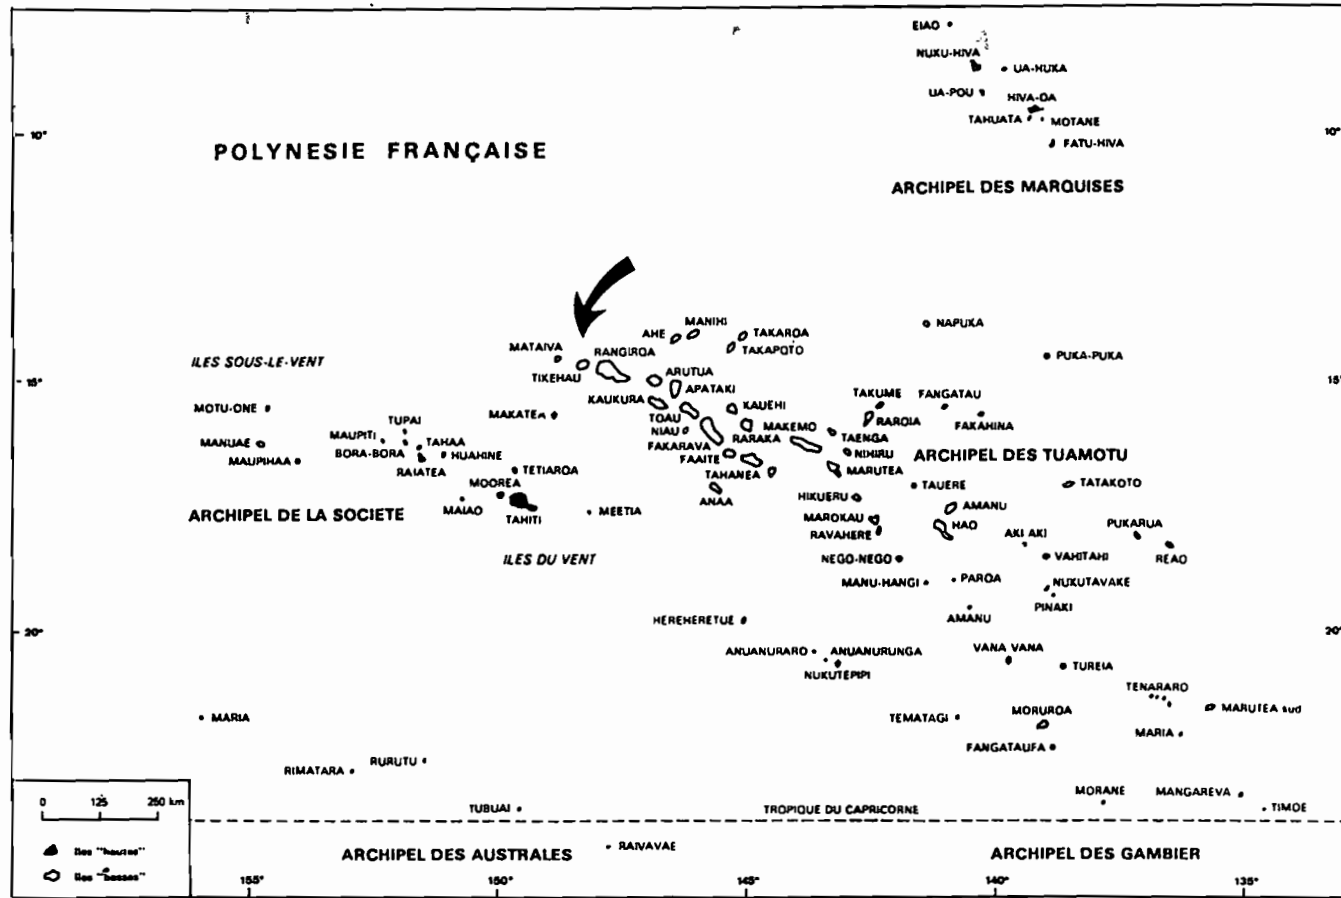 EIAO
NUKU-HIVA
UA-HUKA
UA-POU
HIVA-OA
TAHUATA
MOTANE
10°
10°
FATU-HIVA
POLYNESIE FRANÇAISE
ARCHIPEL DES MARQUISES
MANIHI
AHE
TAKAROA
NAPUKA
MATAIVA
RANGIROA
TAKAPOTO
PUKA-PUKA
ILES SOUS-LE-VENT
TIKEHAU
ARUTUA
15°
15°
APATAKI
TAKUME
FANGATAU
KAUKURA
KAUEHI
MOTU-ONE
MAKATEA
TOAU
RAROIA
FAKAHINA
TUPAI
NIAU
MAKEMO
TAENGA
MAUPITI
TAHAA
MANUAE
FAKARAVA
RARAKA
BORA-BORA
HUAHINE
FAAITE
NIHIRU
ARCHIPEL DES TUAMOTU
MAUPIHAA
RAIATEA
TETIAROA
TAHANEA
MARUTEA
MOOREA
TAUERE
TATAKOTO
MAIAO
ANAA
HIKUERU
AMANU
ARCHIPEL DE LA SOCIETE
TAHITI
MEETIA
MAROKAU
HAO
PUKARUA
RAVAHERE
AKI AKI
ILES DU VENT
NEGO-NEGO
VAHITAHI
REAO
MANU-HANGI
PAROA
NUKUTAVAKE
PINAKI
HEREHERETUE
AMANU
20°
20°
ANUANURARO
ANUANURUNGA
VANA VANA
NUKUTEPIPI
TUREIA
TENARARO
MARIA
TEMATAGI
MORUROA
MARUTEA sud
MARIA
FANGATAUFA
RURUTU
RIMATARA
MORANE
MANGAREVA
0 125 250 km
TUBUAI
TROPIQUE DU CAPRICORNE
TIMOE
Iles "hautes"
ARCHIPEL DES AUSTRALES
RAIVAVAE
ARCHIPEL DES GAMBIER
Iles "basses"
155°
150°
145°
140°
135°